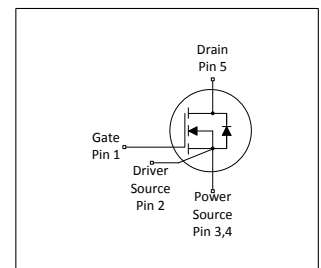 Drain
Pin 5
Gate
Pin 1
Driver
Source
Pin 2
Power
Source
Pin 3,4